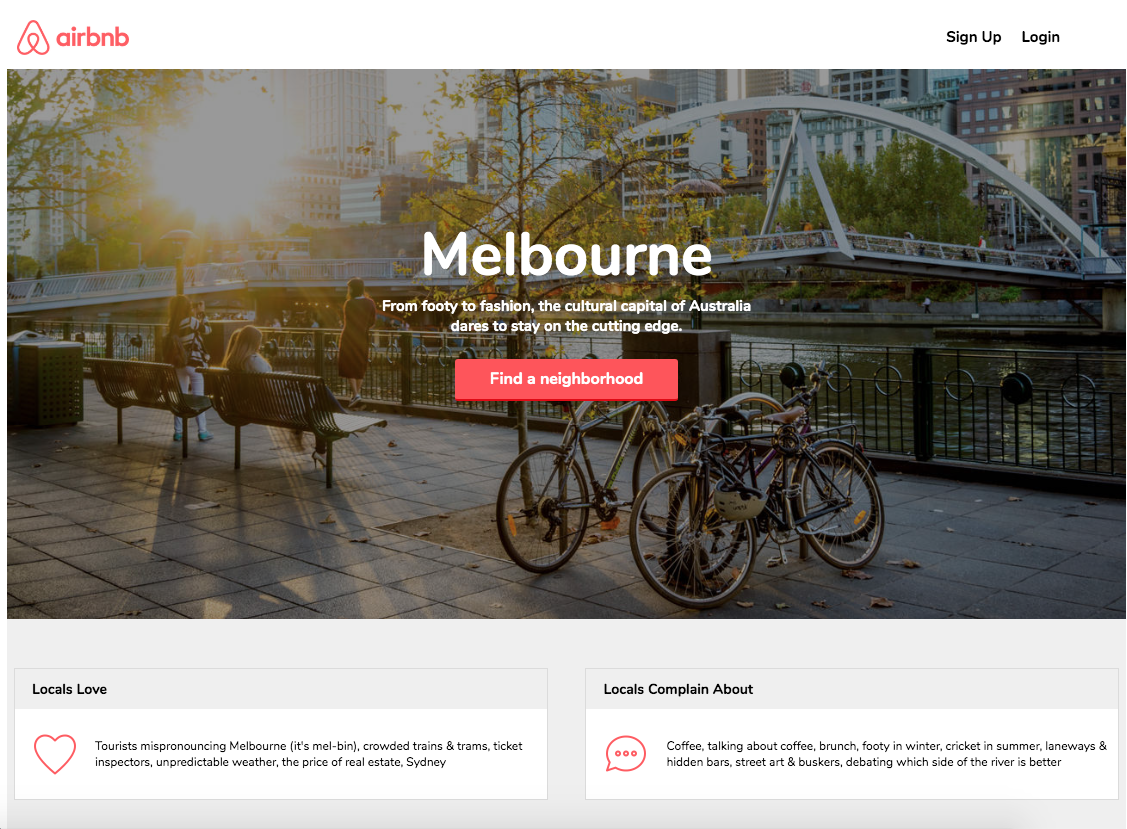 airbnb
Sign Up Login
Melbourne
From footy to fashion, the cultural capital of Australia
dares to stay on the cutting edge.
Find a neighborhood
Locals Love
Tourists mispronouncing Melbourne (it's mel-bin), crowded trains & trams, ticket
inspectors, unpredictable weather, the price of real estate, Sydney
Locals Complain About
Coffee, talking about coffee, brunch, footy in winter, cricket in summer, laneways &
hidden bars, street art & buskers, debating which side of the river is better